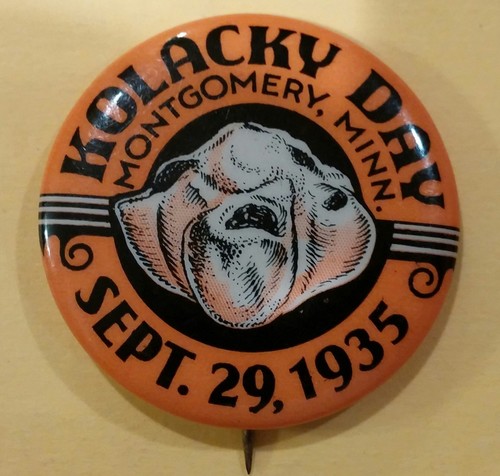 KOLACKY DAY
MONTGOMERY, MINN.
SEPT. 29, 1935